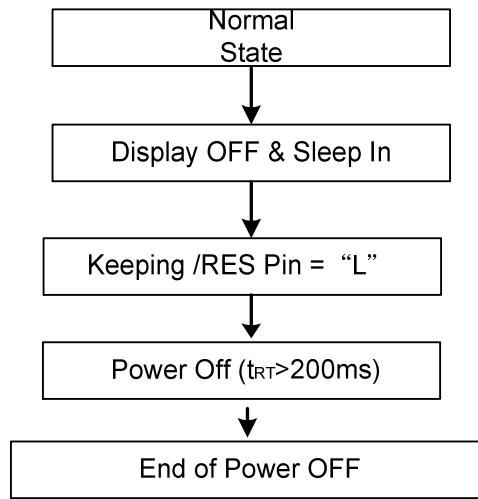 Normal
State
Display OFF & Sleep In
Keeping /RES Pin = “L”
Power Off (tRT>200ms)
End of Power OFF